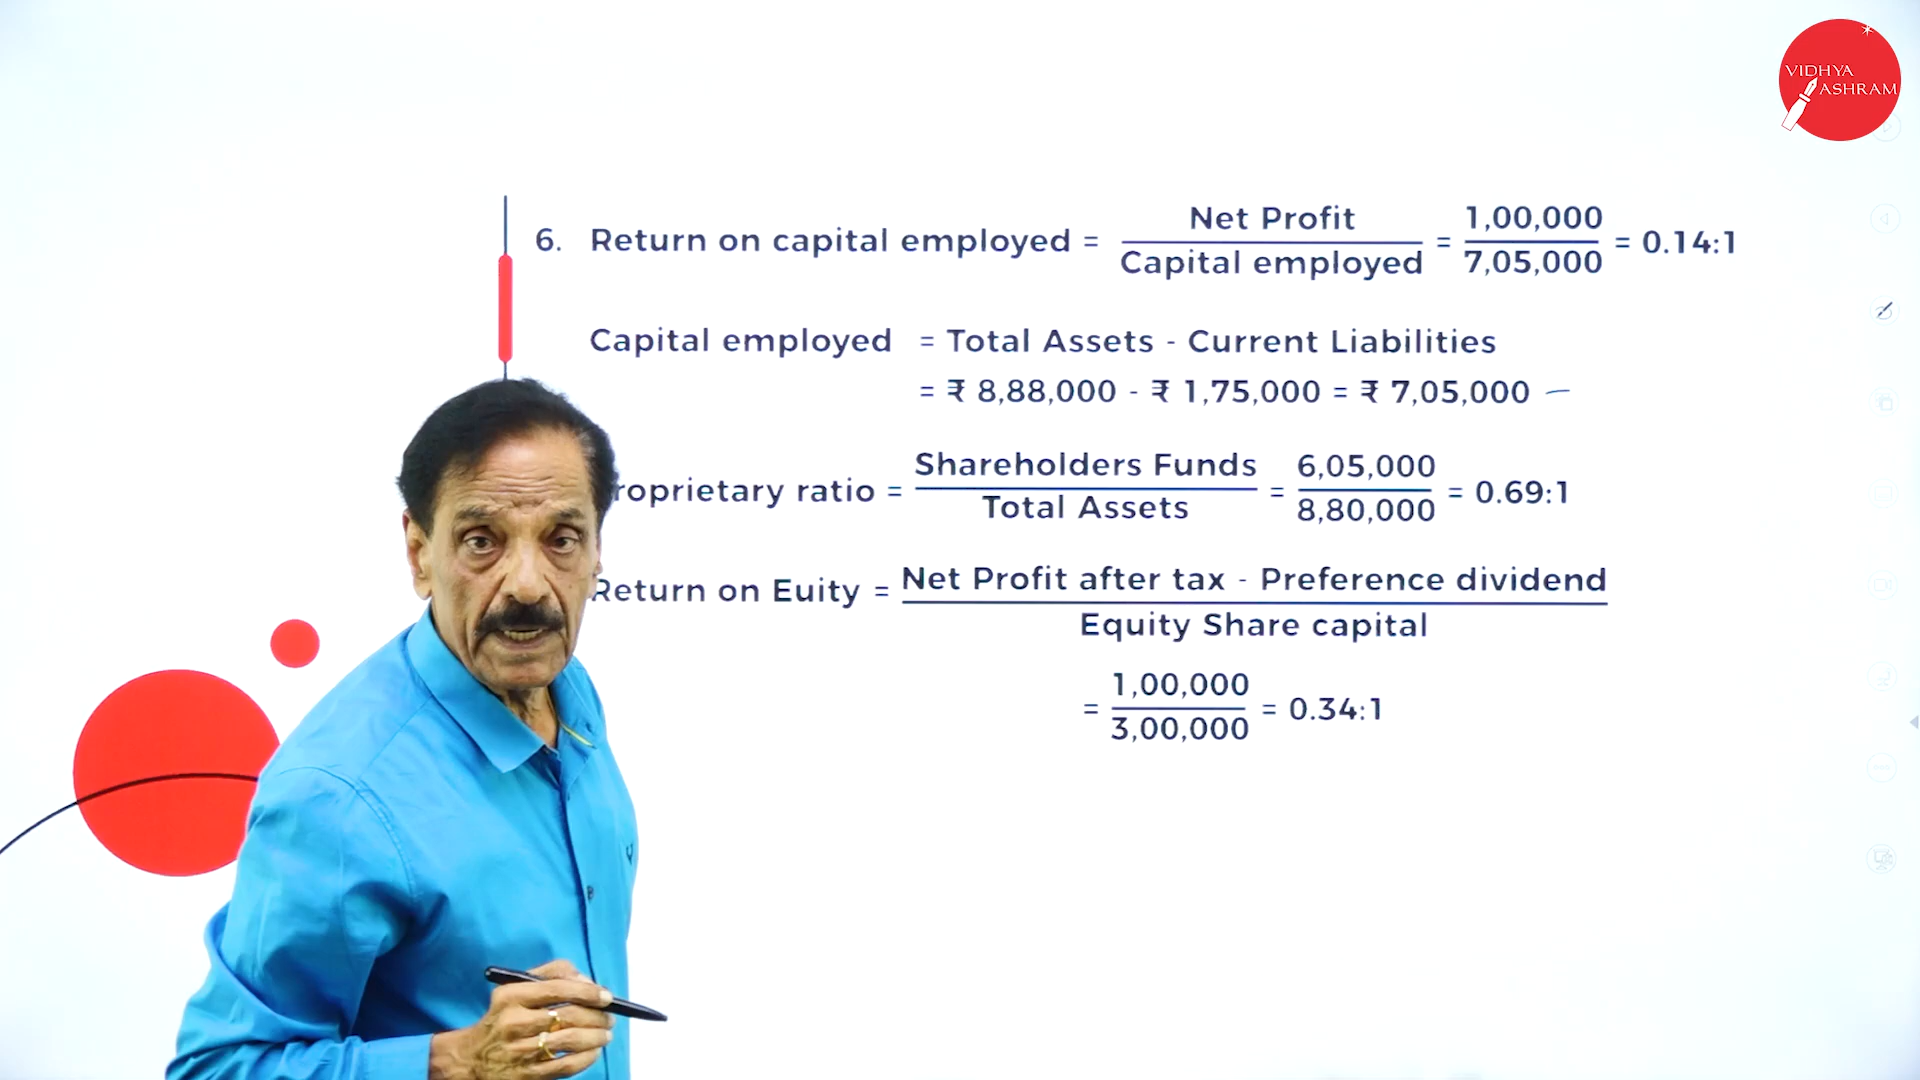 VIDHYA
ASHRAM
6. Return on capital employed = Net Profit / Capital employed = 1,00,000 / 7,05,000 = 0.14:1
Capital employed = Total Assets - Current Liabilities
= ₹ 8,88,000 - ₹ 1,75,000 = ₹ 7,05,000
roprietary ratio = Shareholders Funds / Total Assets = 6,05,000 / 8,80,000 = 0.69:1
Return on Euity = Net Profit after tax - Preference dividend / Equity Share capital
= 1,00,000 / 3,00,000 = 0.34:1